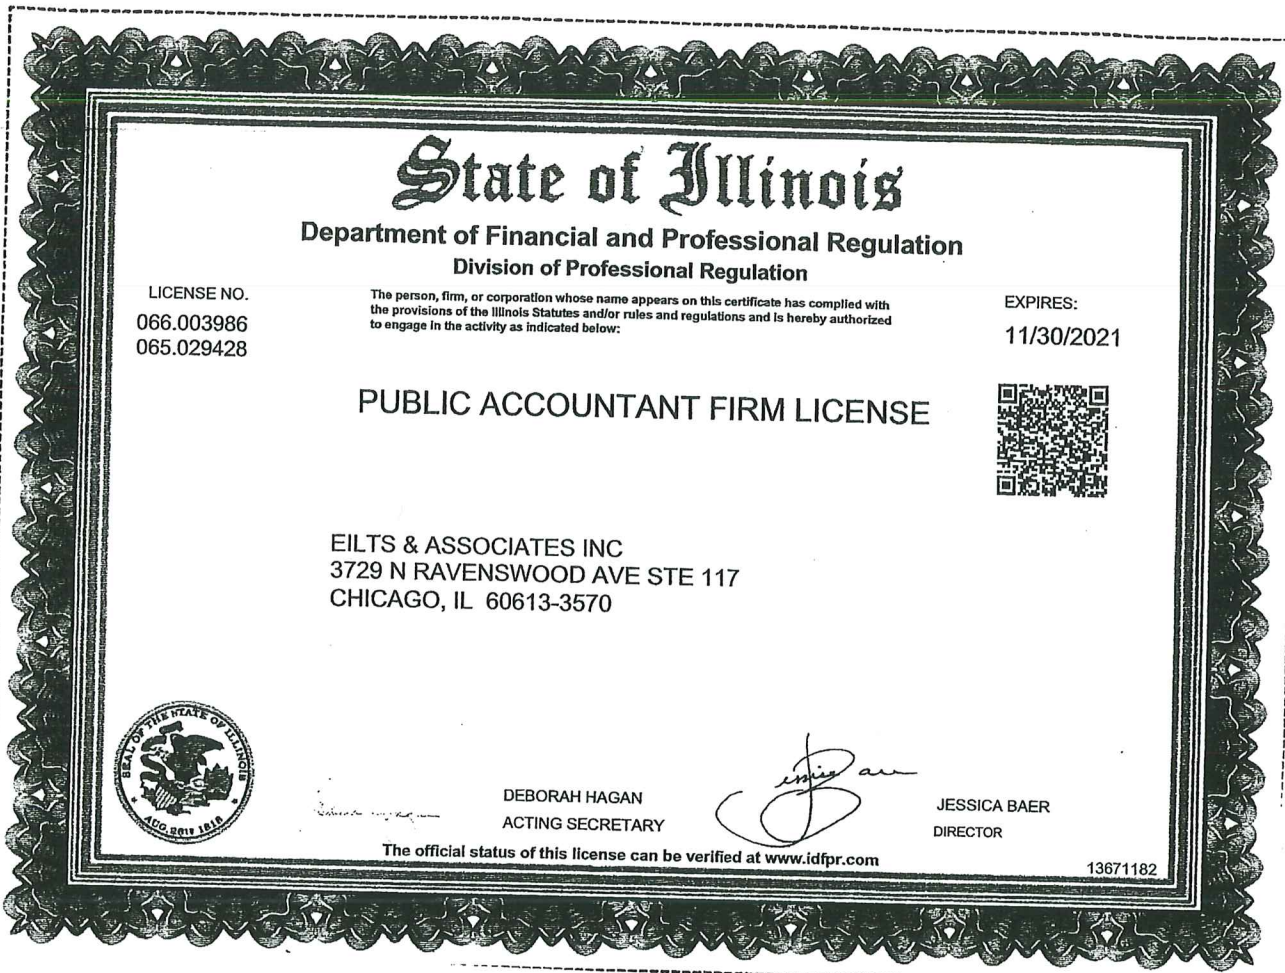 State of Illinois
Department of Financial and Professional Regulation
Division of Professional Regulation
LICENSE NO.
066.003986
065.029428
The person, firm, or corporation whose name appears on this certificate has complied with
the provisions of the Illinois Statutes and/or rules and regulations and is hereby authorized
to engage in the activity as indicated below:
EXPIRES:
11/30/2021
PUBLIC ACCOUNTANT FIRM LICENSE
EILTS & ASSOCIATES INC
3729 N RAVENSWOOD AVE STE 117
CHICAGO, IL 60613-3570
SEAL OF THE STATE OF ILLINOIS
AUG. 26TH 1818
DEBORAH HAGAN
ACTING SECRETARY
JESSICA BAER
DIRECTOR
The official status of this license can be verified at www.idfpr.com
13671182